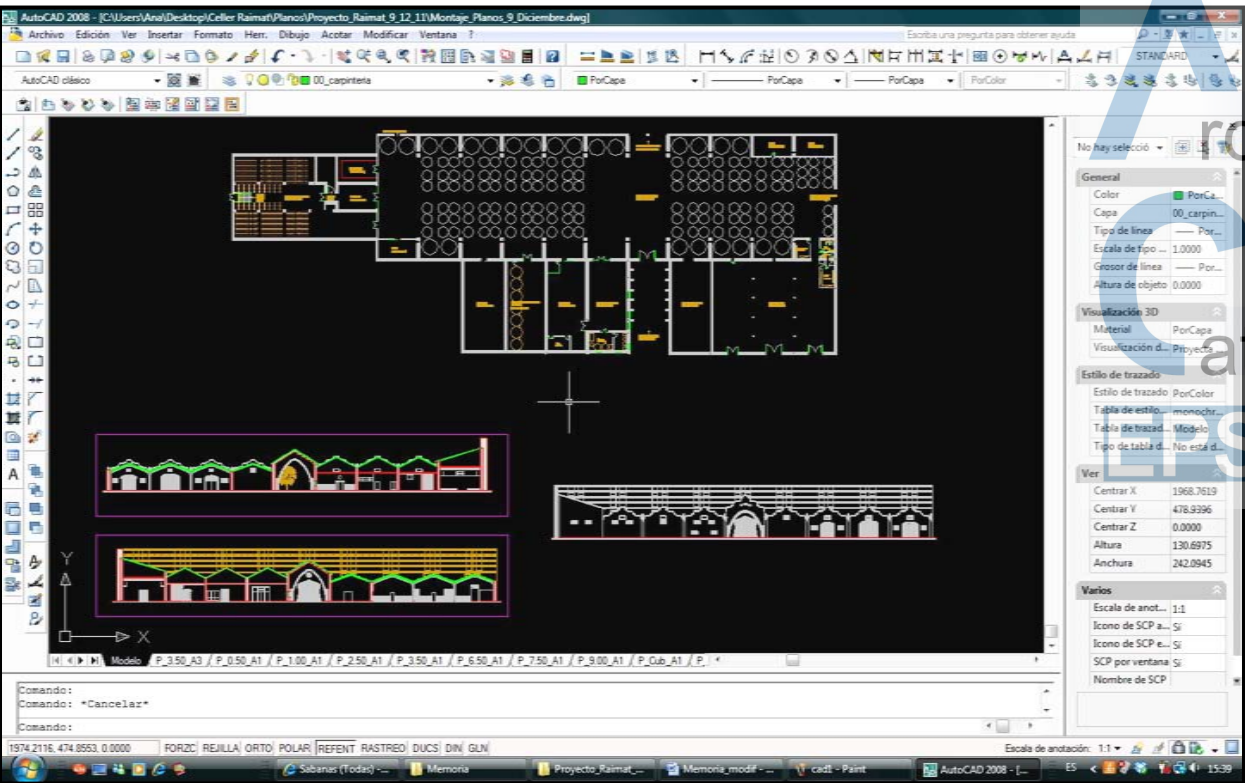 AutoCAD 2008 - [C:\Users\Ana\Desktop\Celler Raimat\Planos\Proyecto_Raimat_9_12_11\Montaje_Planos_9_Diciembre.dwg]
Archivo Edición Ver Insertar Formato Herr. Dibujo Acotar Modificar Ventana ? Escriba una pregunta para obtener ayuda
STANDARD
AutoCAD clásico 00_carpinteria PorCapa PorCapa PorCapa PorColor
No hay selecció
General
Color PorCa...
Capa 00_carpin...
Tipo de línea Por...
Escala de tipo ... 1.0000
Grosor de línea Por...
Altura de objeto 0.0000
Visualización 3D
Material PorCapa
Visualización d... Proyecta...
Estilo de trazado
Estilo de trazado PorColor
Tabla de estilo... monochr...
Tabla de trazad... Modelo
Tipo de tabla d... No está d...
EPS
Ver
Centrar X 1968.7619
Centrar Y 478.9396
Centrar Z 0.0000
Altura 130.6975
Anchura 242.0945
Varios
Escala de anot... 1:1
Icono de SCP a... Sí
Icono de SCP e... Sí
SCP por ventana Sí
Nombre de SCP
Y
X
Modelo P_3.50_A3 P_0.50_A1 P_1.00_A1 P_2.50_A1 P_3.50_A1 P_6.50_A1 P_7.50_A1 P_9.00_A1 P_Cub_A1 P_
Comando:
Comando: *Cancelar*
Comando:
1974.2116, 474.8553, 0.0000 FORZC REJILLA ORTO POLAR REFENT RASTREO DUCS DIN GLN Escala de anotación: 1:1
Sabanas (Todas) -... Memoria Proyecto_Raimat_... Memoria_modif - ... cad1 - Paint AutoCAD 2008 - [... ES 15:39